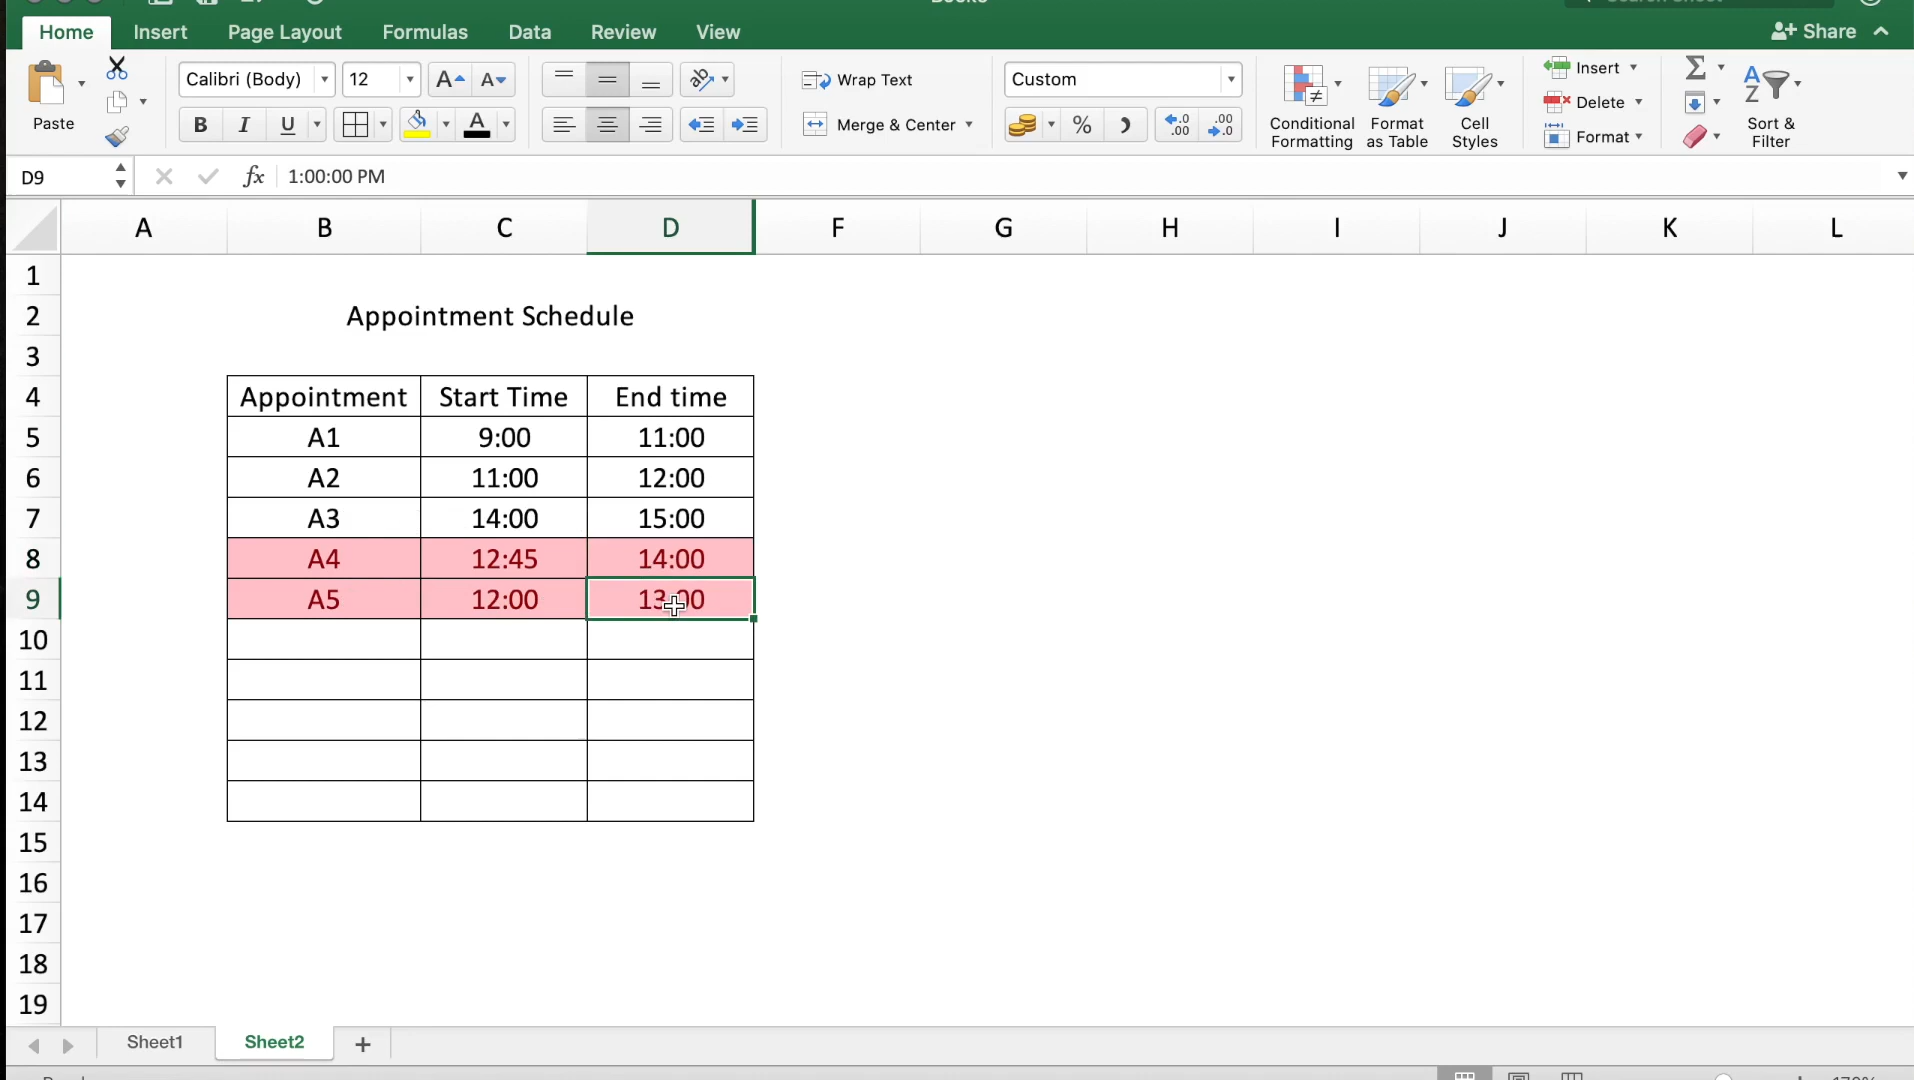 Home Insert Page Layout Formulas Data Review View Share
Calibri (Body) 12 Wrap Text Custom Insert
Paste B I U Merge & Center % Conditional Formatting Format as Table Cell Styles Delete Format Sort & Filter
D9 fx 1:00:00 PM
A B C D F G H I J K L
1
2 Appointment Schedule
3
4 Appointment Start Time End time
5 A1 9:00 11:00
6 A2 11:00 12:00
7 A3 14:00 15:00
8 A4 12:45 14:00
9 A5 12:00 13:00
10
11
12
13
14
15
16
17
18
19
Sheet1 Sheet2 +